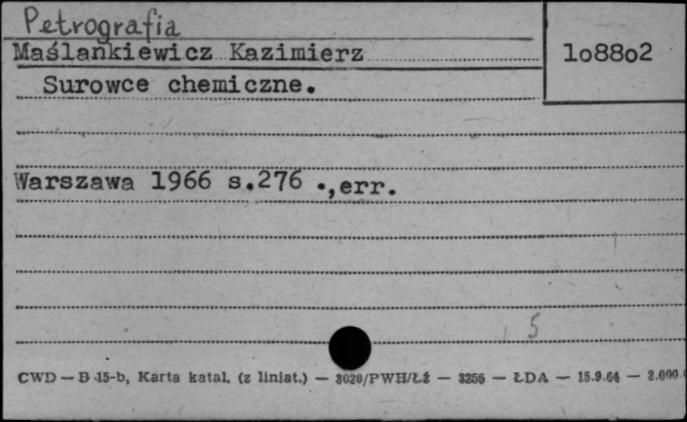 Petrografia
Maślankiewicz Kazimierz
1o88o2
Surowce chemiczne.
Warszawa 1966 s.276 .,err.
5
CWD — B-15-b, Karta katal. (z liniat.) — 3020/PWH/Łź — 3256 — ŁDA — 15.9.64 — 2.000.0